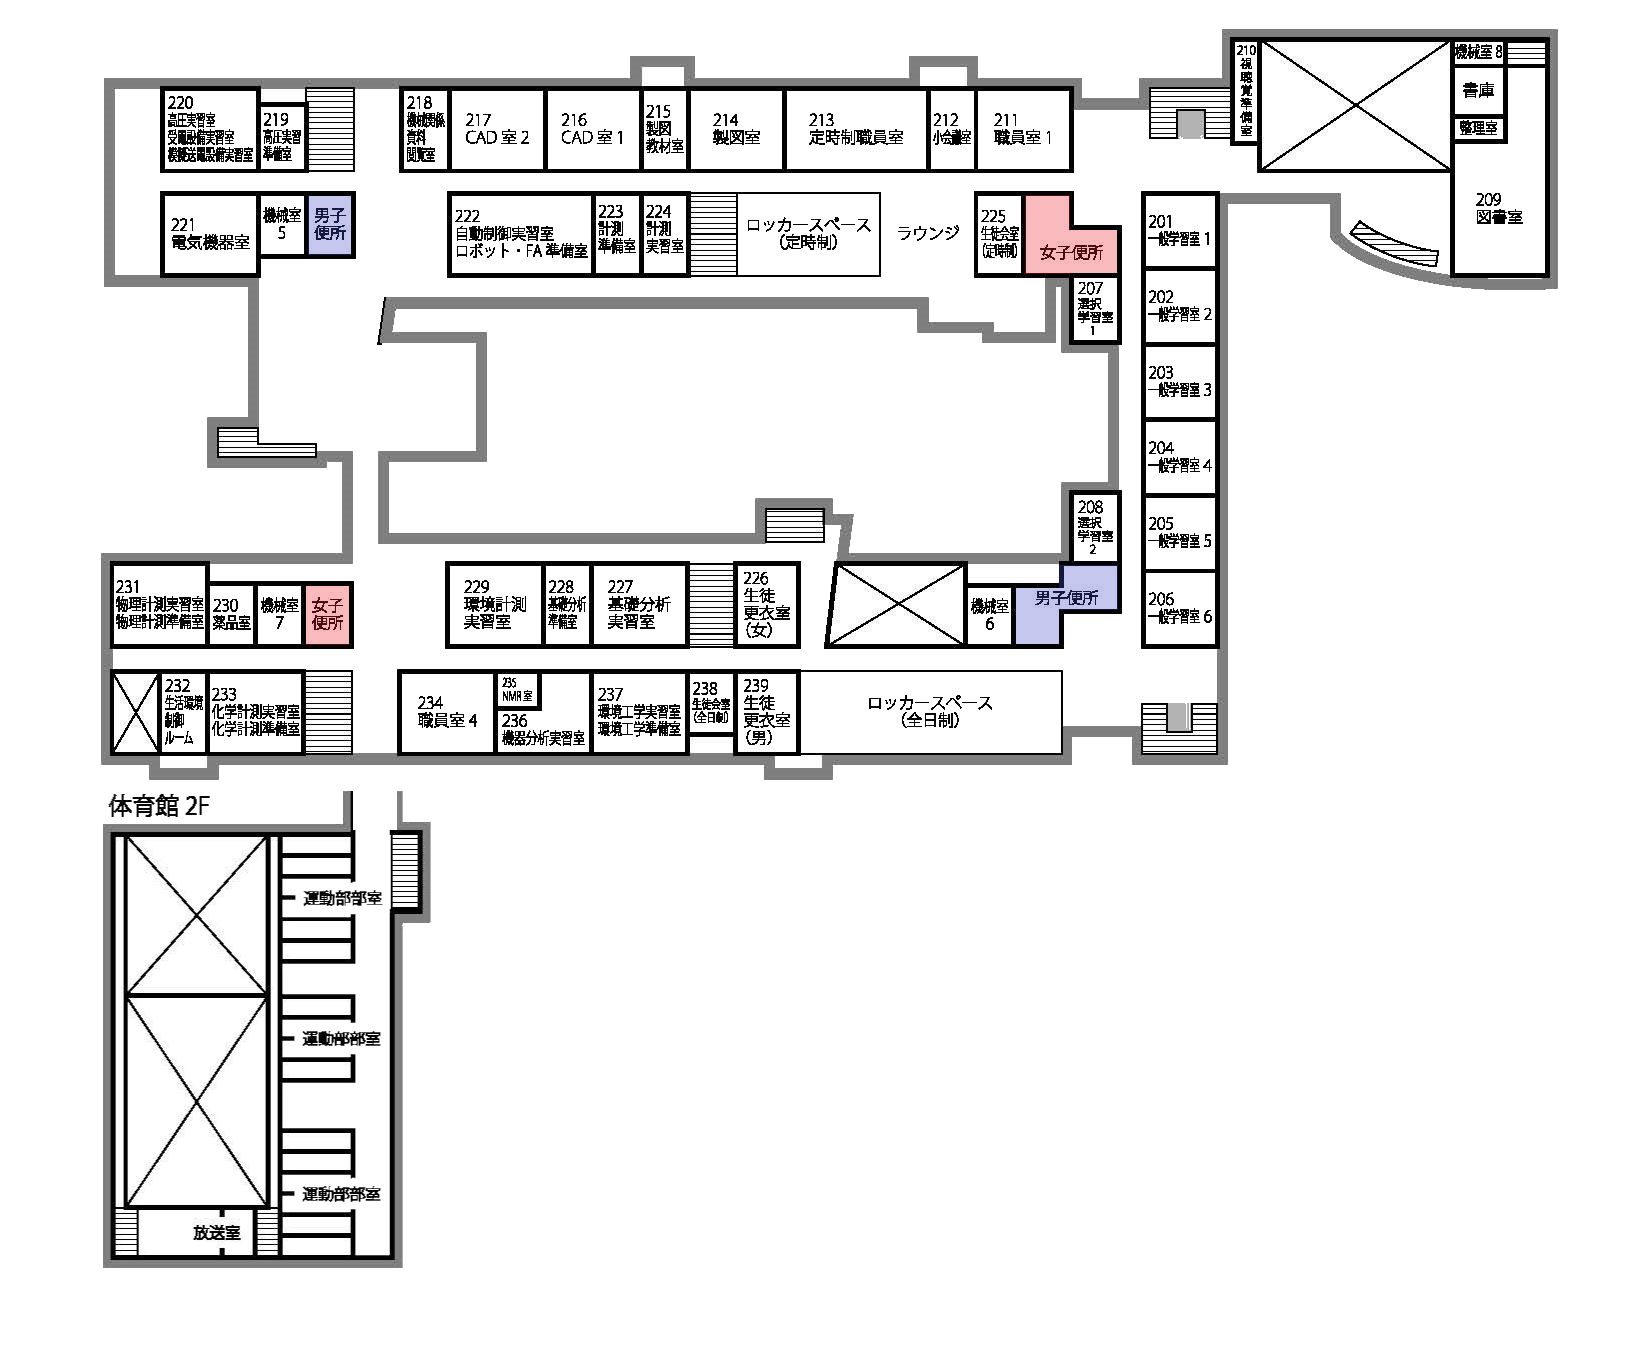 220
高圧実習室
受電設備実習室
模擬送電設備実習室
219
高圧実習
準備室
218
機械関係
資料
閲覧室
217
CAD 室 2
216
CAD 室 1
215
製図
教材室
214
製図室
213
定時制職員室
212
小会議室
211
職員室 1
210
視
聴
覚
準
備
室
機械室 8
書庫
整理室
209
図書室
221
電気機器室
機械室
5
男子
便所
222
自動制御実習室
ロボット・FA 準備室
223
計測
準備室
224
計測
実習室
ロッカースペース
（定時制）
ラウンジ
225
生徒会室
（定時制）
女子便所
207
選択
学習室
1
201
一般学習室 1
202
一般学習室 2
203
一般学習室 3
204
一般学習室 4
205
一般学習室 5
206
一般学習室 6
208
選択
学習室
2
男子便所
機械室
6
231
物理計測実習室
物理計測準備室
230
薬品室
機械室
7
女子
便所
229
環境計測
実習室
228
基礎分析
準備室
227
基礎分析
実習室
226
生徒
更衣室
（女）
232
生活環境
制御
ルーム
233
化学計測実習室
化学計測準備室
234
職員室 4
235
NMR 室
236
機器分析実習室
237
環境工学実習室
環境工学準備室
238
生徒会室
（全日制）
239
生徒
更衣室
（男）
ロッカースペース
（全日制）
体育館 2F
運動部部室
運動部部室
運動部部室
放送室